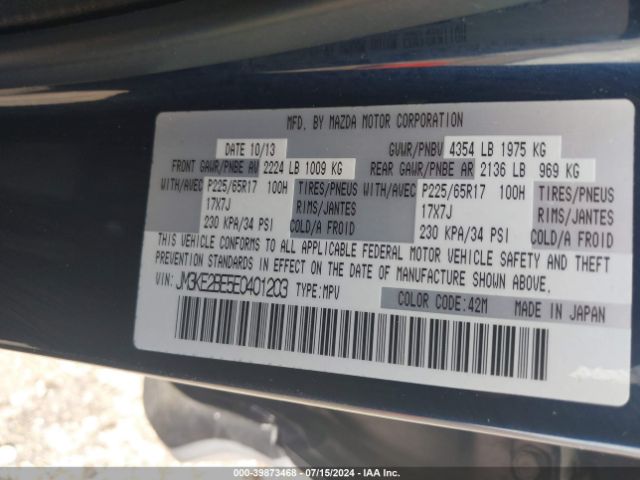 MFD. BY MAZDA MOTOR CORPORATION
DATE 10/13 GVWR/PNBV 4354 LB 1975 KG
FRONT GAWR/PNBE AV 2224 LB 1009 KG REAR GAWR/PNBE AR 2136 LB 969 KG
WITH/AVEC P225/65R17 100H TIRES/PNEUS WITH/AVEC P225/65R17 100H TIRES/PNEUS
17X7J RIMS/JANTES 17X7J RIMS/JANTES
230 KPA/34 PSI COLD/A FROID 230 KPA/34 PSI COLD/A FROID
THIS VEHICLE CONFORMS TO ALL APPLICABLE FEDERAL MOTOR VEHICLE SAFETY AND THEFT
PREVENTION STANDARDS IN EFFECT ON THE DATE OF MANUFACTURE SHOWN ABOVE.
VIN: JM3KE2BE5E0401203 TYPE:MPV
COLOR CODE:42M MADE IN JAPAN
000-39873468 - 07/15/2024 - IAA Inc.